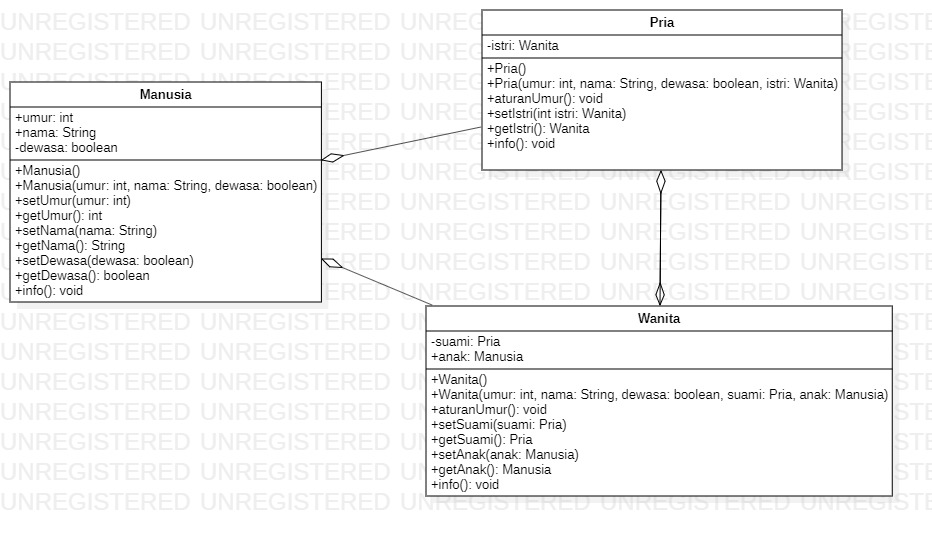 Manusia
+umur: int
+nama: String
-dewasa: boolean
+Manusia()
+Manusia(umur: int, nama: String, dewasa: boolean)
+setUmur(umur: int)
+getUmur(): int
+setNama(nama: String)
+getNama(): String
+setDewasa(dewasa: boolean)
+getDewasa(): boolean
+info(): void
Pria
-istri: Wanita
+Pria()
+Pria(umur: int, nama: String, dewasa: boolean, istri: Wanita)
+aturanUmur(): void
+setIstri(int istri: Wanita)
+getIstri(): Wanita
+info(): void
Wanita
-suami: Pria
+anak: Manusia
+Wanita()
+Wanita(umur: int, nama: String, dewasa: boolean, suami: Pria, anak: Manusia)
+aturanUmur(): void
+setSuami(suami: Pria)
+getSuami(): Pria
+setAnak(anak: Manusia)
+getAnak(): Manusia
+info(): void
UNREGISTERED UNREGISTERED UNREGISTERED